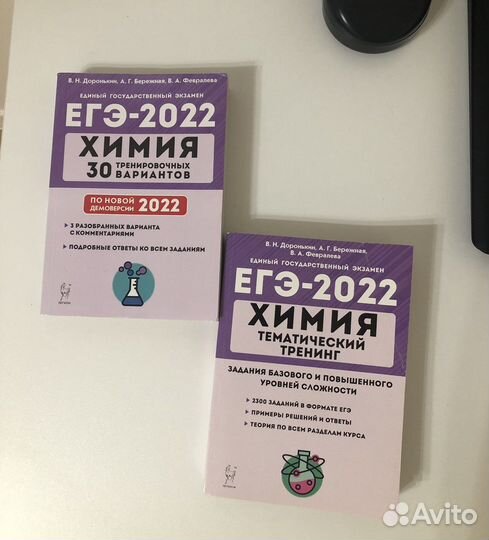 В. Н. Доронькин, А. Г. Бережная, В. А. Февралева
ЕДИНЫЙ ГОСУДАРСТВЕННЫЙ ЭКЗАМЕН
ЕГЭ-2022
ХИМИЯ
30 ТРЕНИРОВОЧНЫХ
ВАРИАНТОВ
ПО НОВОЙ
ДЕМОВЕРСИИ 2022
3 РАЗОБРАННЫХ ВАРИАНТА
С КОММЕНТАРИЯМИ
ПОДРОБНЫЕ ОТВЕТЫ КО ВСЕМ ЗАДАНИЯМ
ЛЕГИОН
В. Н. Доронькин, А. Г. Бережная,
В. А. Февралева
ЕДИНЫЙ ГОСУДАРСТВЕННЫЙ ЭКЗАМЕН
ЕГЭ-2022
ХИМИЯ
ТЕМАТИЧЕСКИЙ
ТРЕНИНГ
ЗАДАНИЯ БАЗОВОГО И ПОВЫШЕННОГО
УРОВНЕЙ СЛОЖНОСТИ
2300 ЗАДАНИЙ В ФОРМАТЕ ЕГЭ
ПРИМЕРЫ РЕШЕНИЙ И ОТВЕТЫ
ТЕОРИЯ ПО ВСЕМ РАЗДЕЛАМ КУРСА
ЛЕГИОН
Avito